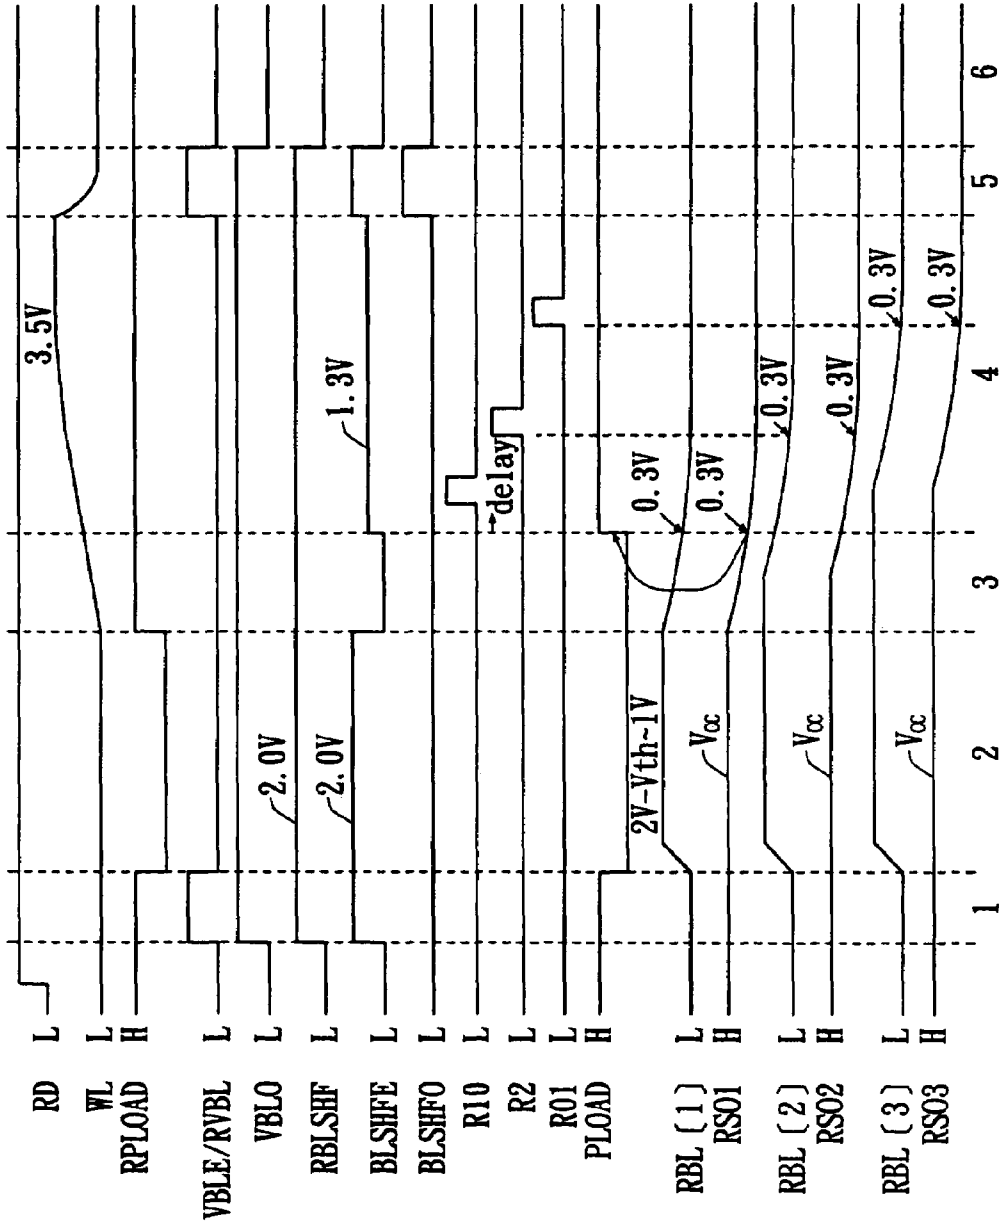 RD L
WL L
RPLOAD H
VBLE/RVBL L
VBLO L
RBLSHF L
BLSHFE L
BLSHFO L
R10 L
R2 L
R01 L
PLOAD H
RBL (1) L
RSO1 H
RBL (2) L
RSO2 H
RBL (3) L
RSO3 H
3.5V
2.0V
2.0V
1.3V
delay
2V-Vth~1V
0.3V
0.3V
Vcc
0.3V
0.3V
Vcc
0.3V
0.3V
Vcc
1 2 3 4 5 6